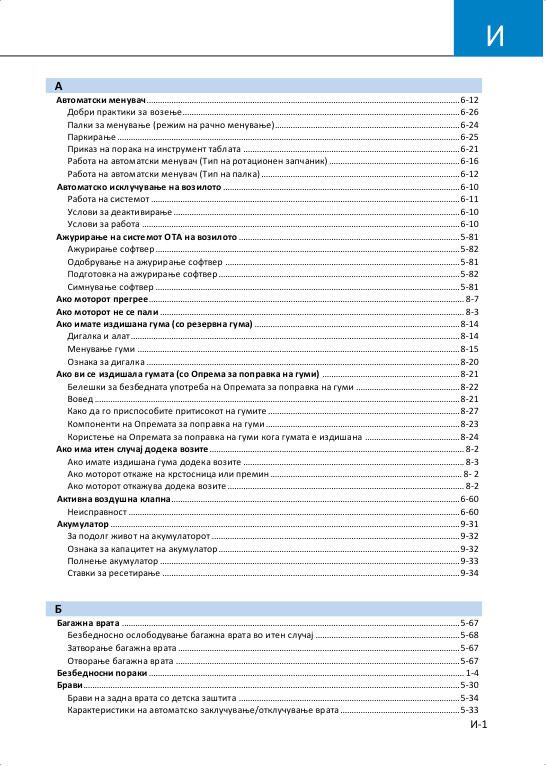 И
А
Автоматски менувач 6-12
Добри практики за возење 6-26
Палки за менување (режим на рачно менување) 6-24
Паркирање 6-25
Приказ на порака на инструмент таблата 6-21
Работа на автоматски менувач (Тип на ротационен запчаник) 6-16
Работа на автоматски менувач (Тип на палка) 6-12
Автоматско исклучување на возилото 6-10
Работа на системот 6-11
Услови за деактивирање 6-10
Услови за работа 6-10
Ажурирање на системот ОТА на возилото 5-81
Ажурирање софтвер 5-82
Одобрување на ажурирање софтвер 5-81
Подготовка на ажурирање софтвер 5-82
Симнување софтвер 5-81
Ако моторот прегрее 8-7
Ако моторот не се пали 8-3
Ако имате издишана гума (со резервна гума) 8-14
Дигалка и алат 8-14
Менување гуми 8-15
Ознака за дигалка 8-20
Ако ви се издишала гумата (со Опрема за поправка на гуми) 8-21
Белешки за безбедната употреба на Опремата за поправка на гуми 8-22
Вовед 8-21
Како да го приспособите притисокот на гумите 8-27
Компоненти на Опремата за поправка на гуми 8-23
Користење на Опремата за поправка на гуми кога гумата е издишана 8-24
Ако има итен случај додека возите 8-2
Ако имате издишана гума додека возите 8-3
Ако моторот откаже на крстосница или премин 8- 2
Ако моторот откажува додека возите 8-2
Активна воздушна клапна 6-60
Неисправност 6-60
Акумулатор 9-31
За подолг живот на акумулаторот 9-32
Ознака за капацитет на акумулатор 9-32
Полнење акумулатор 9-33
Ставки за ресетирање 9-34
Б
Багажна врата 5-67
Безбедносно ослободување багажна врата во итен случај 5-68
Затворање багажна врата 5-67
Отворање багажна врата 5-67
Безбедносни пораки 1-4
Брави 5-30
Брави на задна врата со детска заштита 5-34
Карактеристики на автоматско заклучување/отклучување врата 5-33
И-1